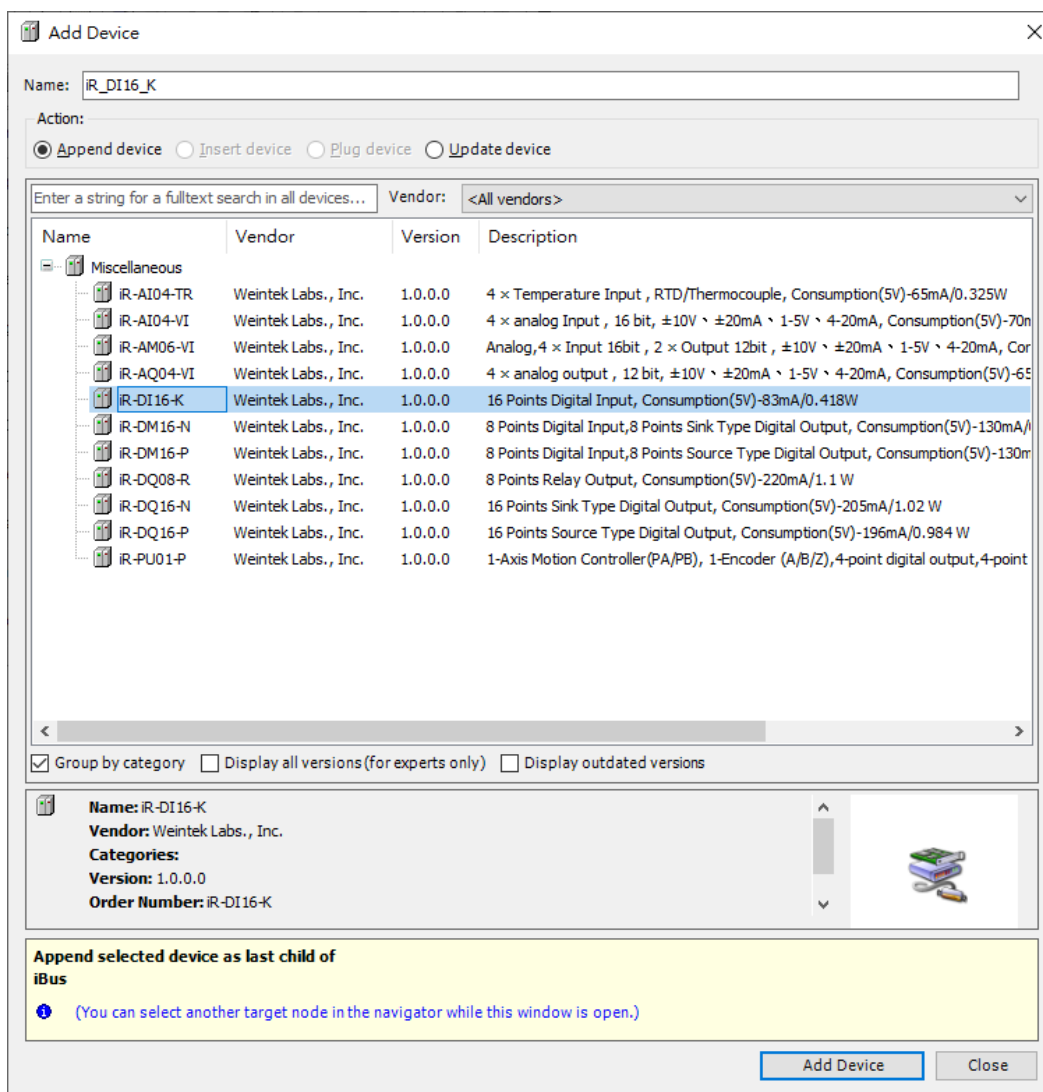 Add Device
Name: iR_DI16_K
Action:
Append device Insert device Plug device Update device
Enter a string for a fulltext search in all devices... Vendor: <All vendors>
Name Vendor Version Description
Miscellaneous
iR-AI04-TR Weintek Labs., Inc. 1.0.0.0 4 × Temperature Input , RTD/Thermocouple, Consumption(5V)-65mA/0.325W
iR-AI04-VI Weintek Labs., Inc. 1.0.0.0 4 × analog Input , 16 bit, ±10V、±20mA、1-5V、4-20mA, Consumption(5V)-70m
iR-AM06-VI Weintek Labs., Inc. 1.0.0.0 Analog,4 × Input 16bit , 2 × Output 12bit , ±10V、±20mA、1-5V、4-20mA, Con
iR-AQ04-VI Weintek Labs., Inc. 1.0.0.0 4 × analog output , 12 bit, ±10V、±20mA、1-5V、4-20mA, Consumption(5V)-65
iR-DI16-K Weintek Labs., Inc. 1.0.0.0 16 Points Digital Input, Consumption(5V)-83mA/0.418W
iR-DM16-N Weintek Labs., Inc. 1.0.0.0 8 Points Digital Input,8 Points Sink Type Digital Output, Consumption(5V)-130mA/
iR-DM16-P Weintek Labs., Inc. 1.0.0.0 8 Points Digital Input,8 Points Source Type Digital Output, Consumption(5V)-130m
iR-DQ08-R Weintek Labs., Inc. 1.0.0.0 8 Points Relay Output, Consumption(5V)-220mA/1.1 W
iR-DQ16-N Weintek Labs., Inc. 1.0.0.0 16 Points Sink Type Digital Output, Consumption(5V)-205mA/1.02 W
iR-DQ16-P Weintek Labs., Inc. 1.0.0.0 16 Points Source Type Digital Output, Consumption(5V)-196mA/0.984 W
iR-PU01-P Weintek Labs., Inc. 1.0.0.0 1-Axis Motion Controller(PA/PB), 1-Encoder (A/B/Z),4-point digital output,4-point
Group by category Display all versions (for experts only) Display outdated versions
Name: iR-DI16-K
Vendor: Weintek Labs., Inc.
Categories:
Version: 1.0.0.0
Order Number: iR-DI16-K
Append selected device as last child of
iBus
(You can select another target node in the navigator while this window is open.)
Add Device Close